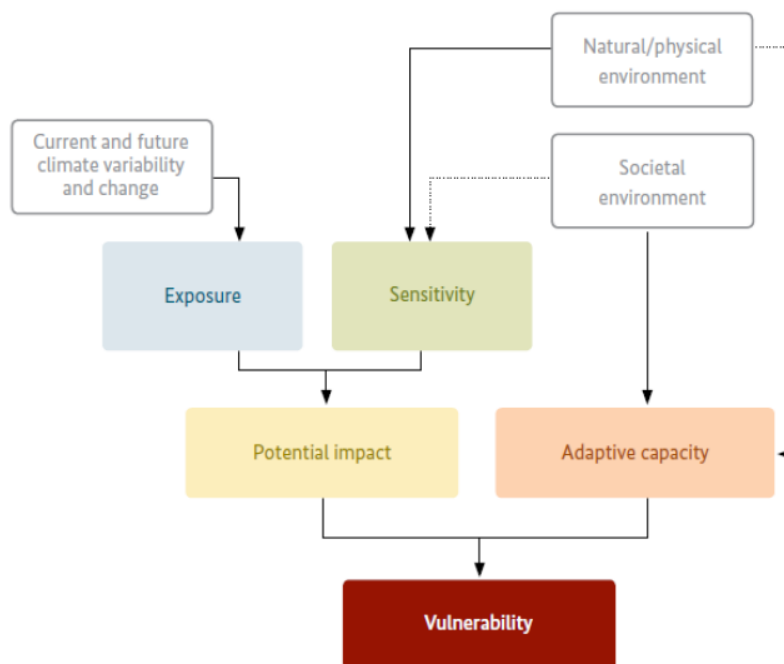 Natural/physical
environment
Current and future
climate variability
and change
Societal
environment
Exposure
Sensitivity
Potential impact
Adaptive capacity
Vulnerability